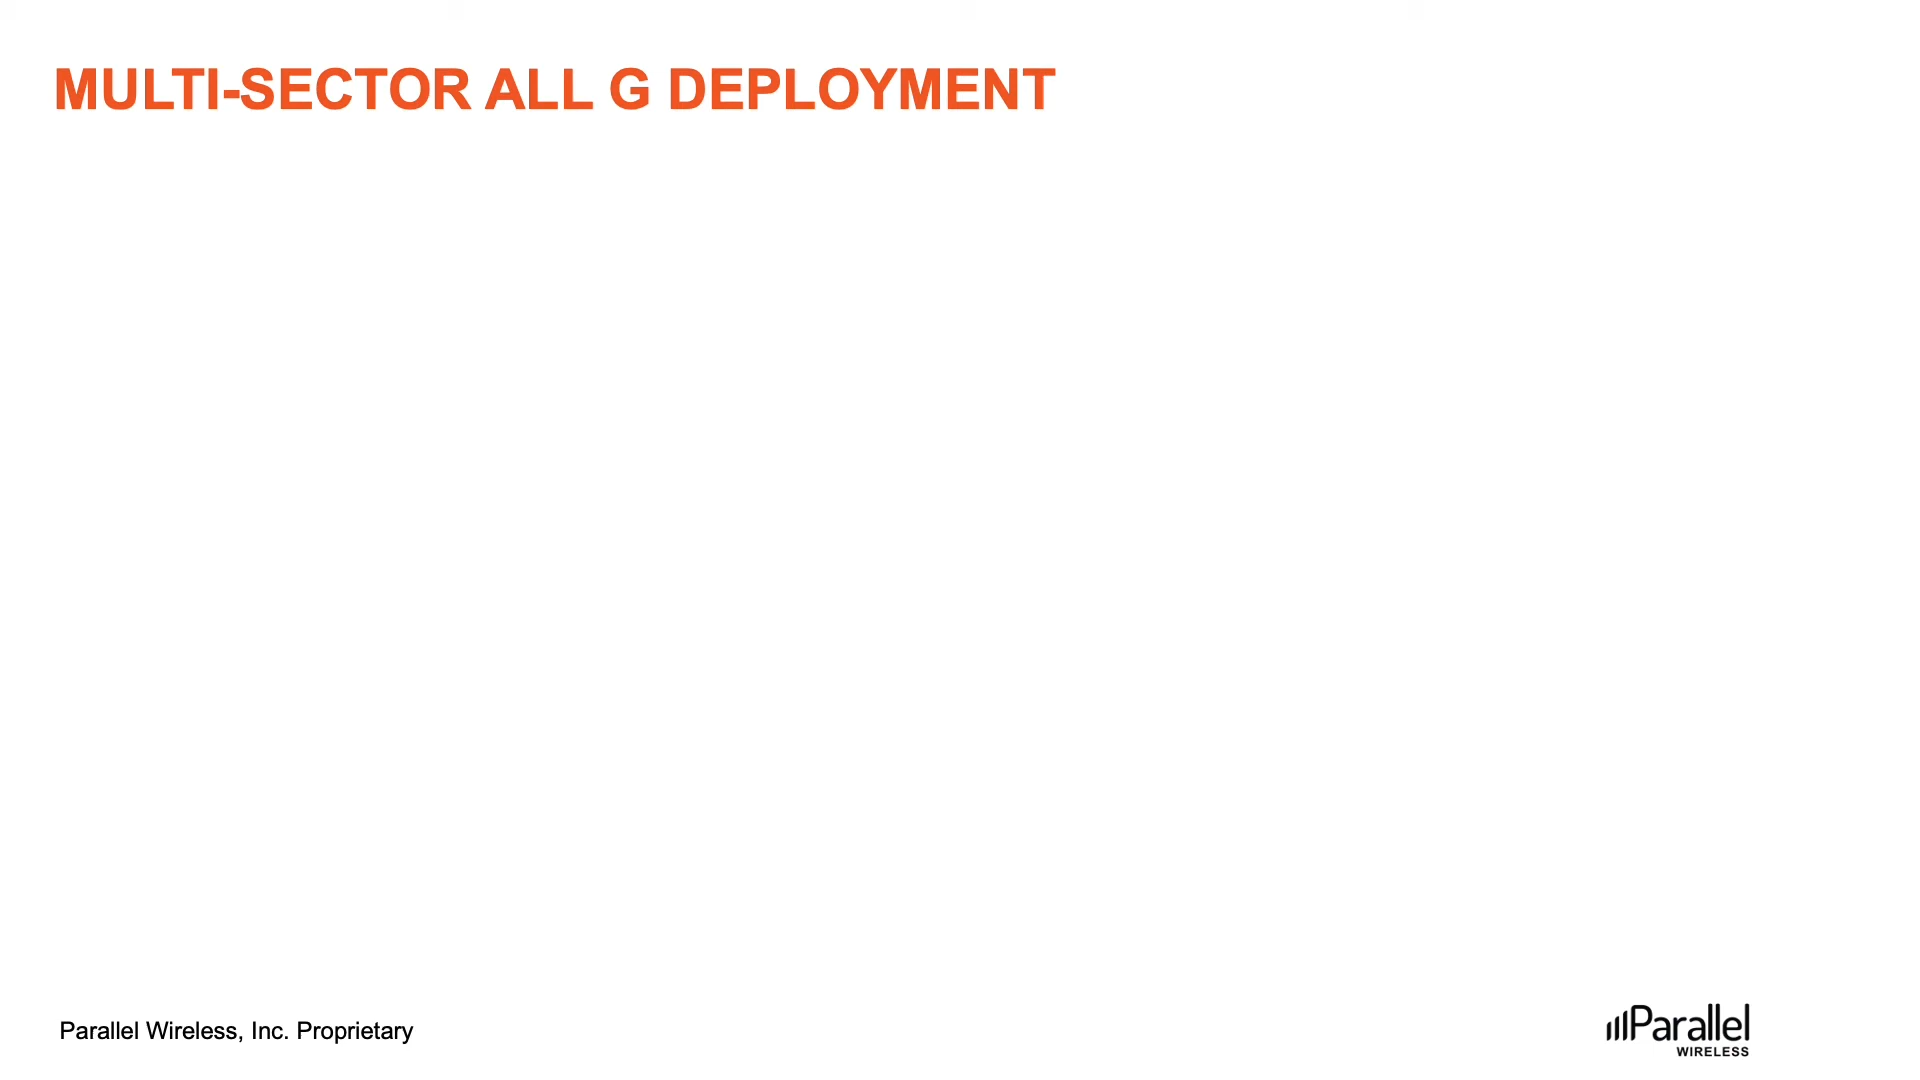 MULTI-SECTOR ALL G DEPLOYMENT
Parallel Wireless, Inc. Proprietary
Parallel
WIRELESS